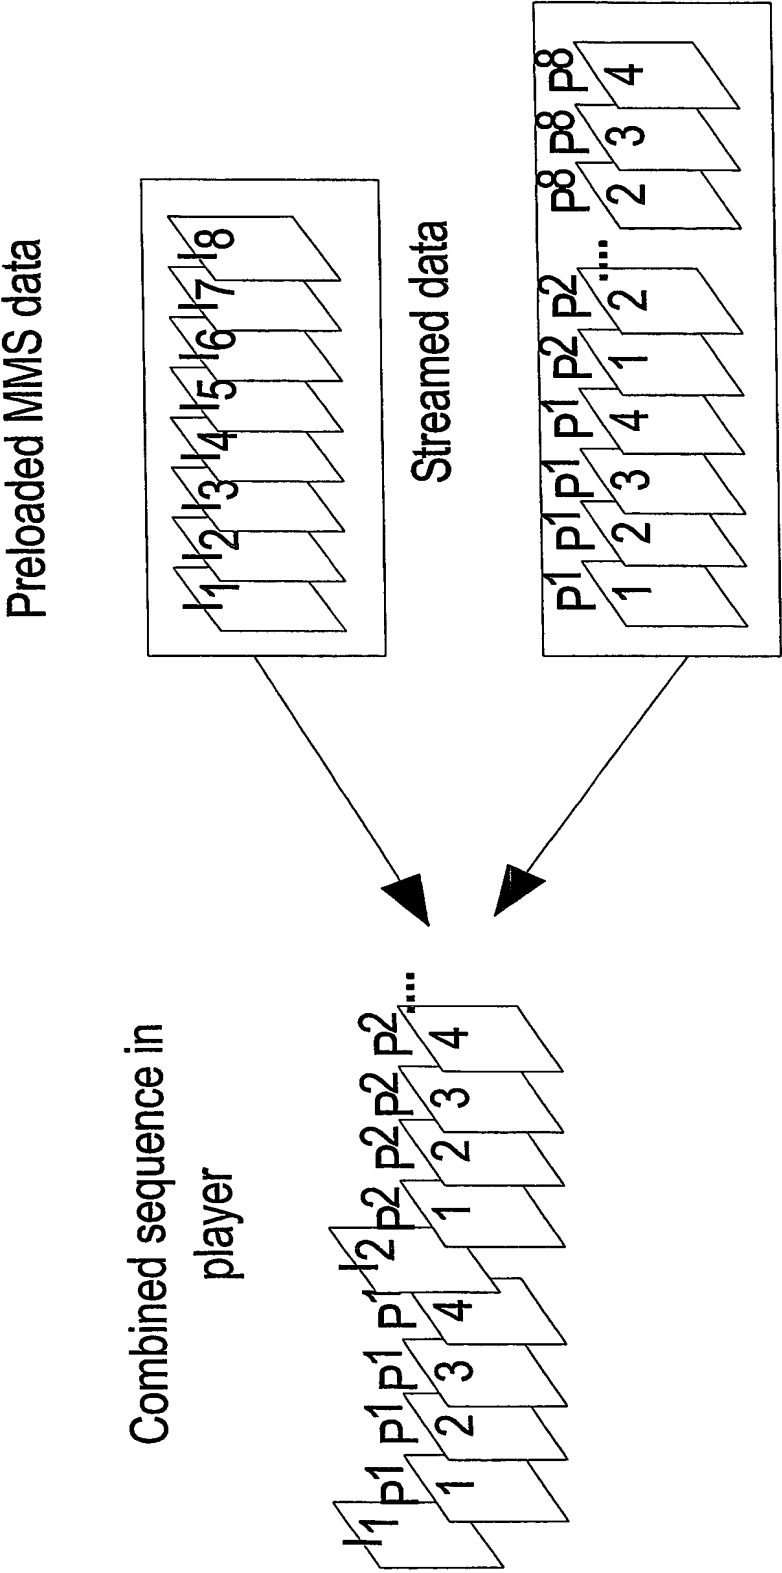 Preloaded MMS data
I1 I2 I3 I4 I5 I6 I7 I8
Streamed data
P1 P1 P1 P1 P2 P2 .... P8 P8 P8
1 2 3 4 1 2 2 3 4
Combined sequence in
player
I1 P1 P1 P1 P1 I2 P2 P2 P2 P2 ....
1 2 3 4 1 2 3 4